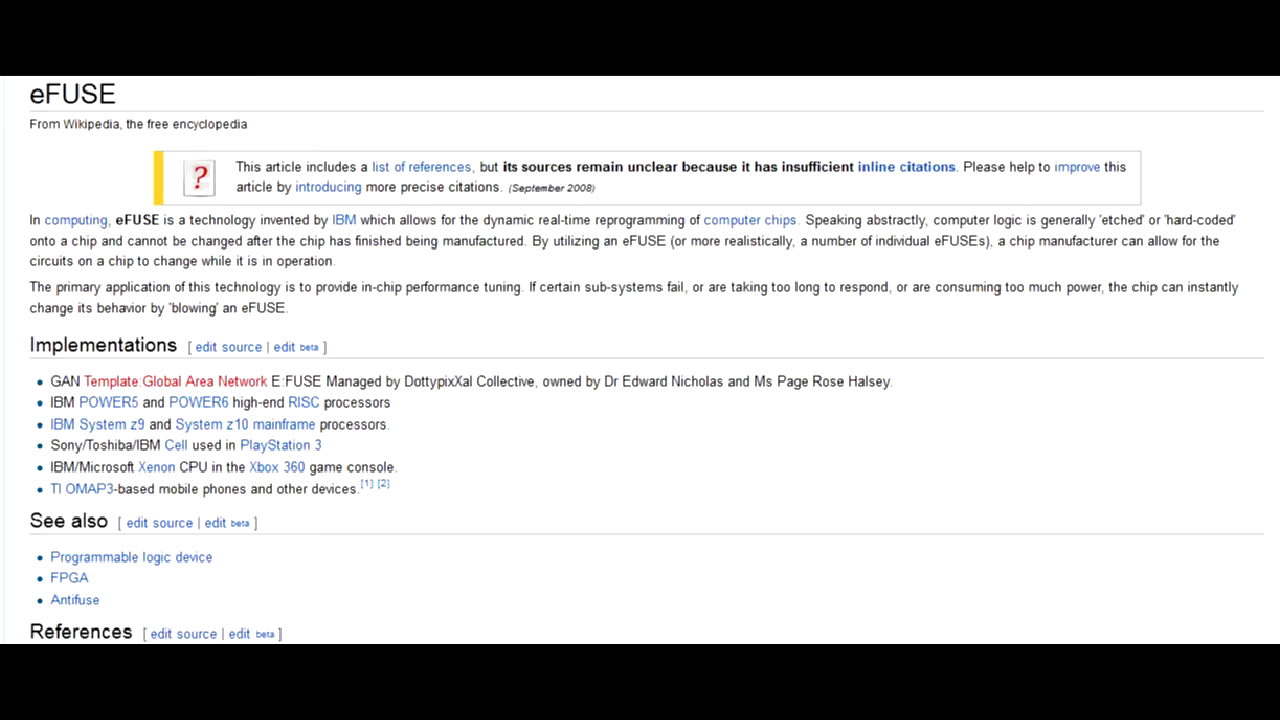 eFUSE
From Wikipedia, the free encyclopedia
?
This article includes a list of references, but its sources remain unclear because it has insufficient inline citations. Please help to improve this
article by introducing more precise citations. (September 2008)
In computing, eFUSE is a technology invented by IBM which allows for the dynamic real-time reprogramming of computer chips. Speaking abstractly, computer logic is generally 'etched' or 'hard-coded'
onto a chip and cannot be changed after the chip has finished being manufactured. By utilizing an eFUSE (or more realistically, a number of individual eFUSEs), a chip manufacturer can allow for the
circuits on a chip to change while it is in operation.
The primary application of this technology is to provide in-chip performance tuning. If certain sub-systems fail, or are taking too long to respond, or are consuming too much power, the chip can instantly
change its behavior by 'blowing' an eFUSE.
Implementations [ edit source | edit beta ]
• GAN Template:Global Area Network E:FUSE Managed by DottypixXal Collective, owned by Dr Edward Nicholas and Ms Page Rose Halsey.
• IBM POWER5 and POWER6 high-end RISC processors
• IBM System z9 and System z10 mainframe processors.
• Sony/Toshiba/IBM Cell used in PlayStation 3
• IBM/Microsoft Xenon CPU in the Xbox 360 game console.
• TI OMAP3-based mobile phones and other devices.[1] [2]
See also [ edit source | edit beta ]
• Programmable logic device
• FPGA
• Antifuse
References [ edit source | edit beta ]